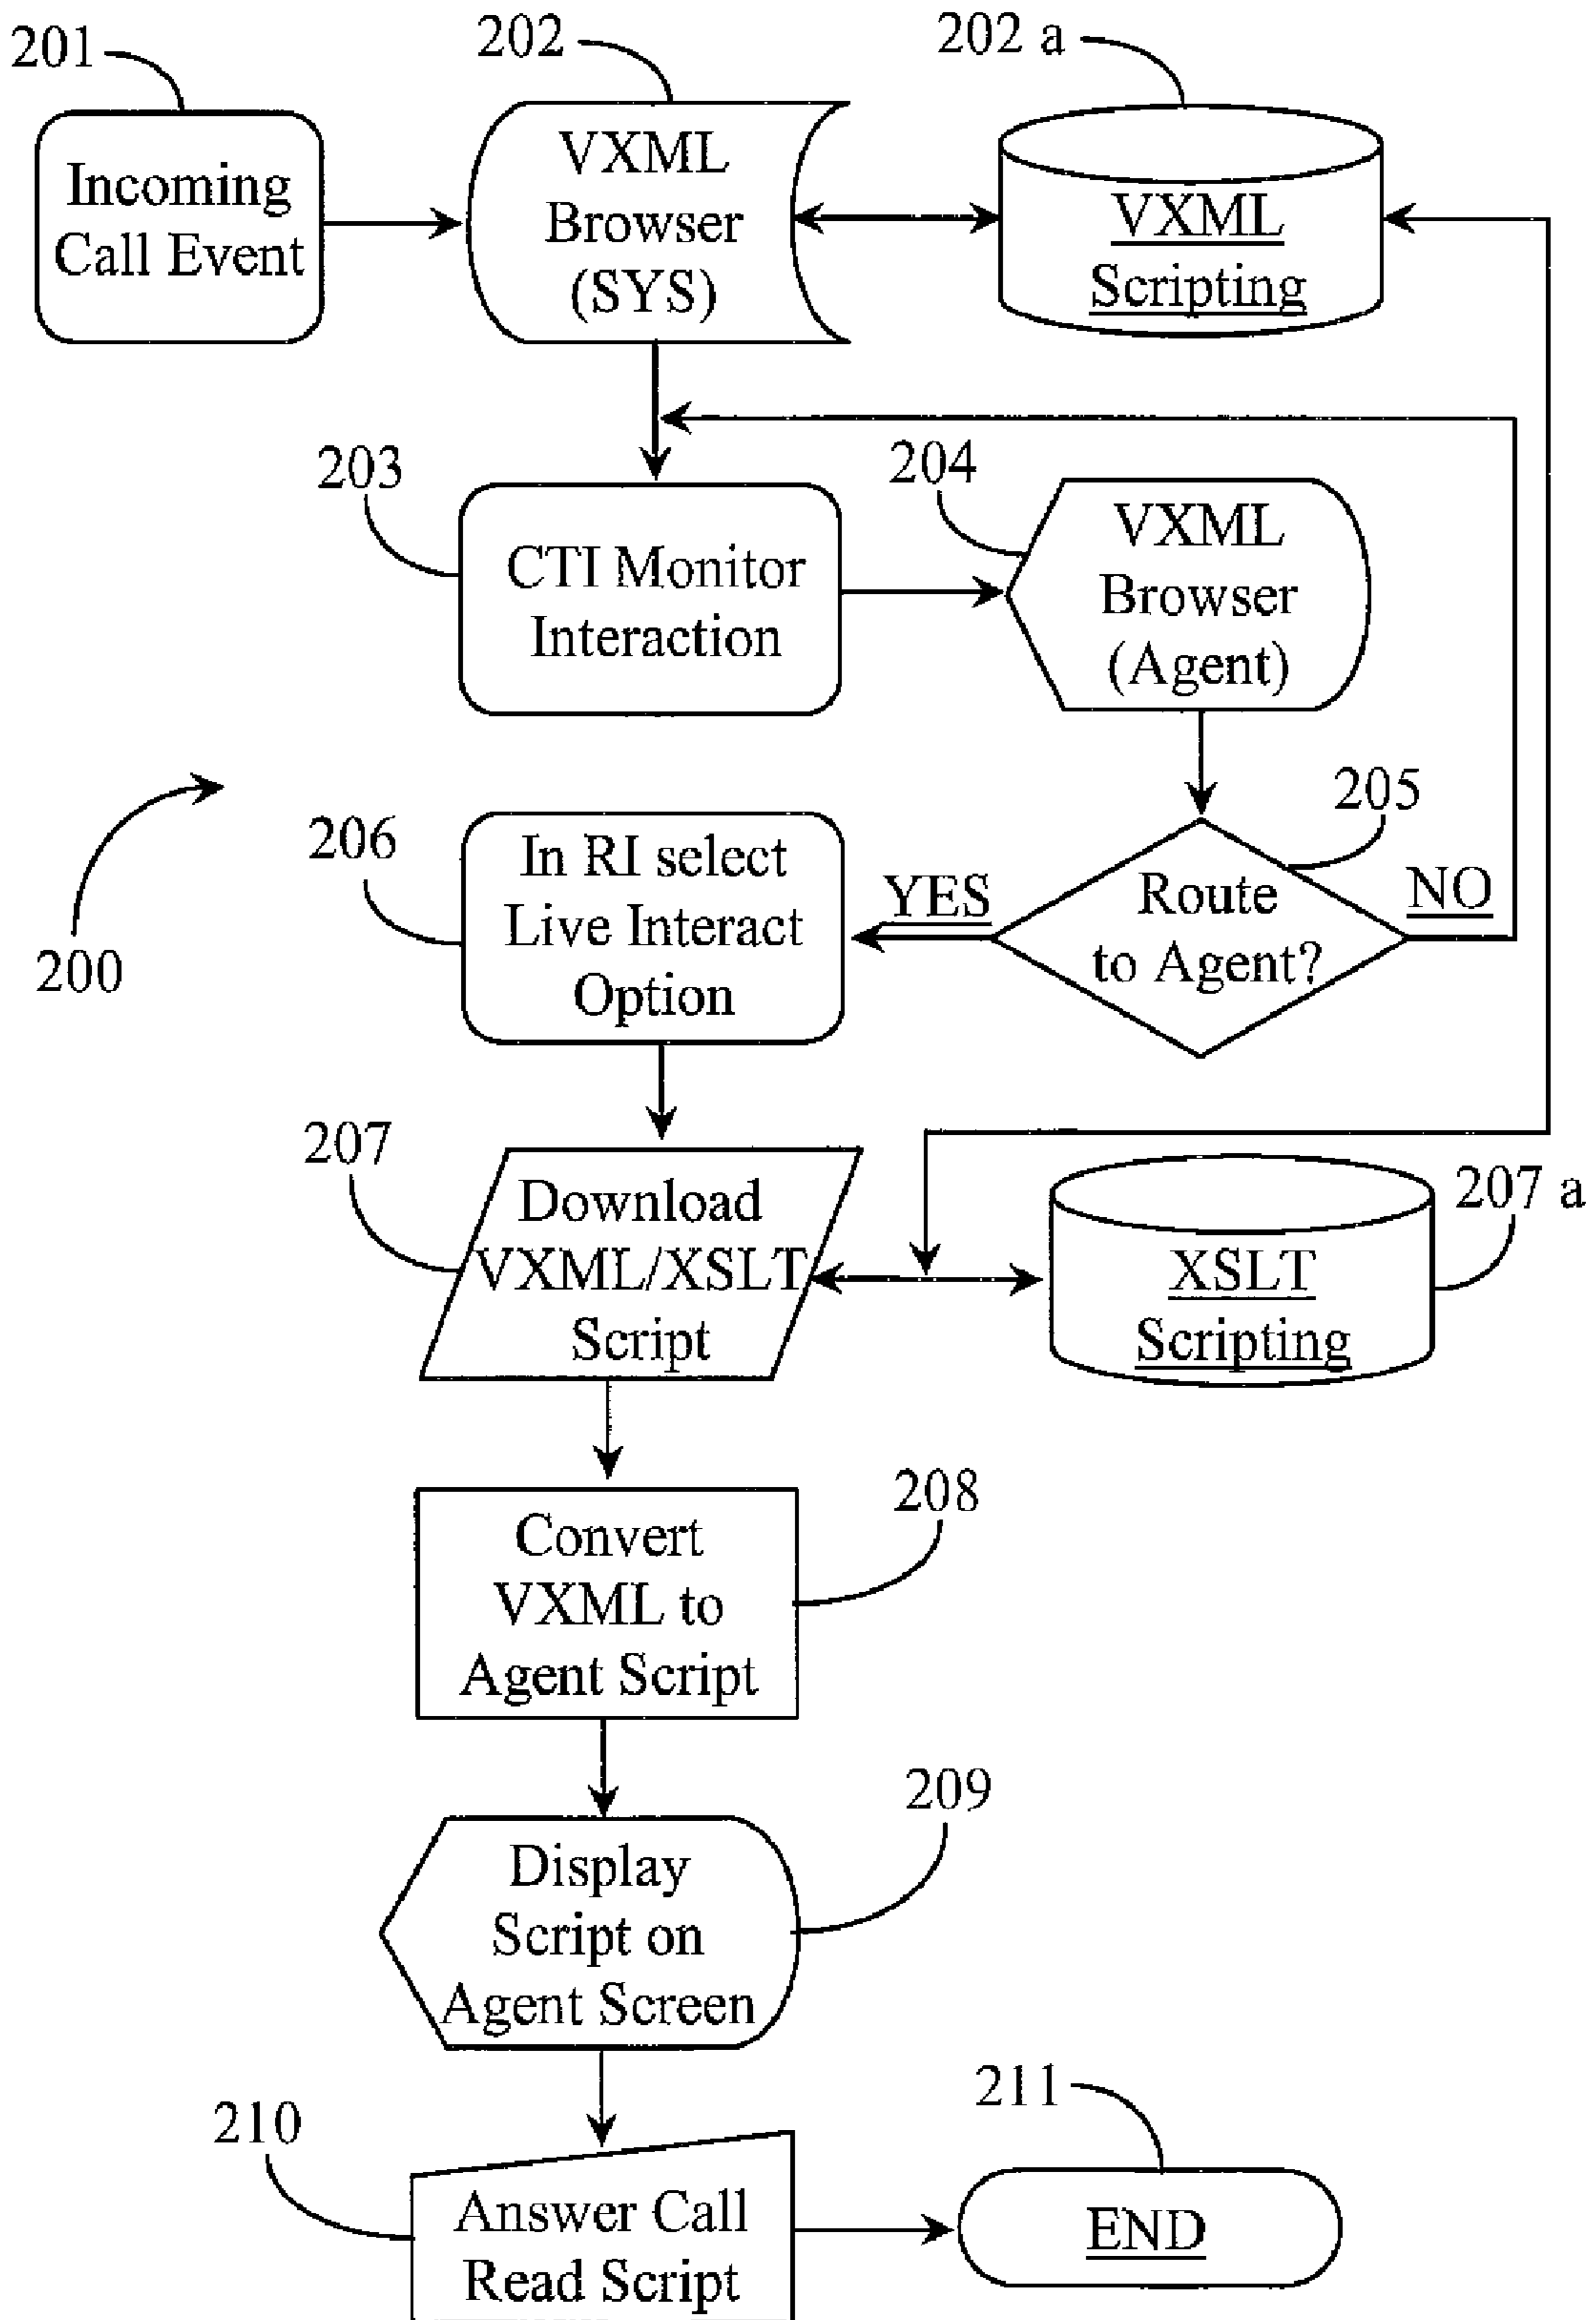 201
202
202 a
Incoming
Call Event
VXML
Browser
(SYS)
VXML
Scripting
203
CTI Monitor
Interaction
204
VXML
Browser
(Agent)
200
206
In RI select
Live Interact
Option
YES
205
Route
to Agent?
NO
207
Download
VXML/XSLT
Script
207 a
XSLT
Scripting
208
Convert
VXML to
Agent Script
209
Display
Script on
Agent Screen
210
Answer Call
Read Script
211
END